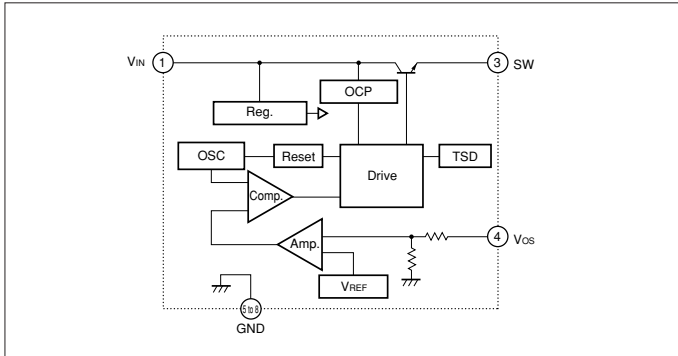 VIN
1
3
SW
OCP
Reg.
OSC
Reset
Drive
TSD
Comp.
Amp.
4
VOS
VREF
5 to 8
GND